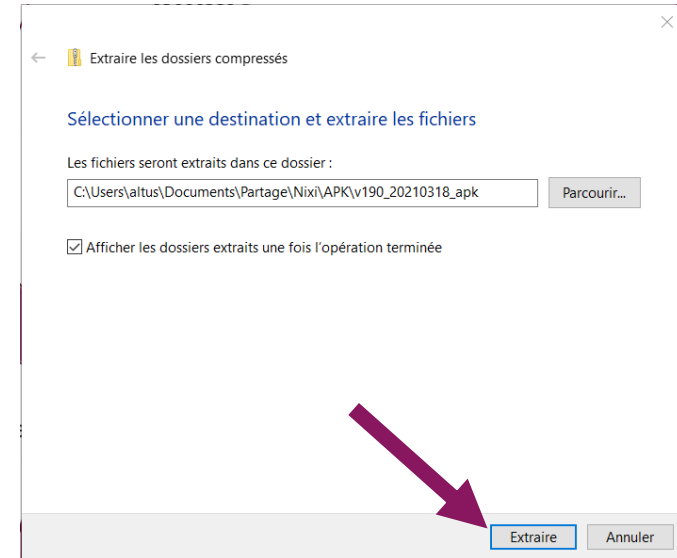 Extraire les dossiers compressés
Sélectionner une destination et extraire les fichiers
Les fichiers seront extraits dans ce dossier :
C:\Users\altus\Documents\Partage\Nixi\APK\v190_20210318_apk
Parcourir...
Afficher les dossiers extraits une fois l'opération terminée
Extraire
Annuler